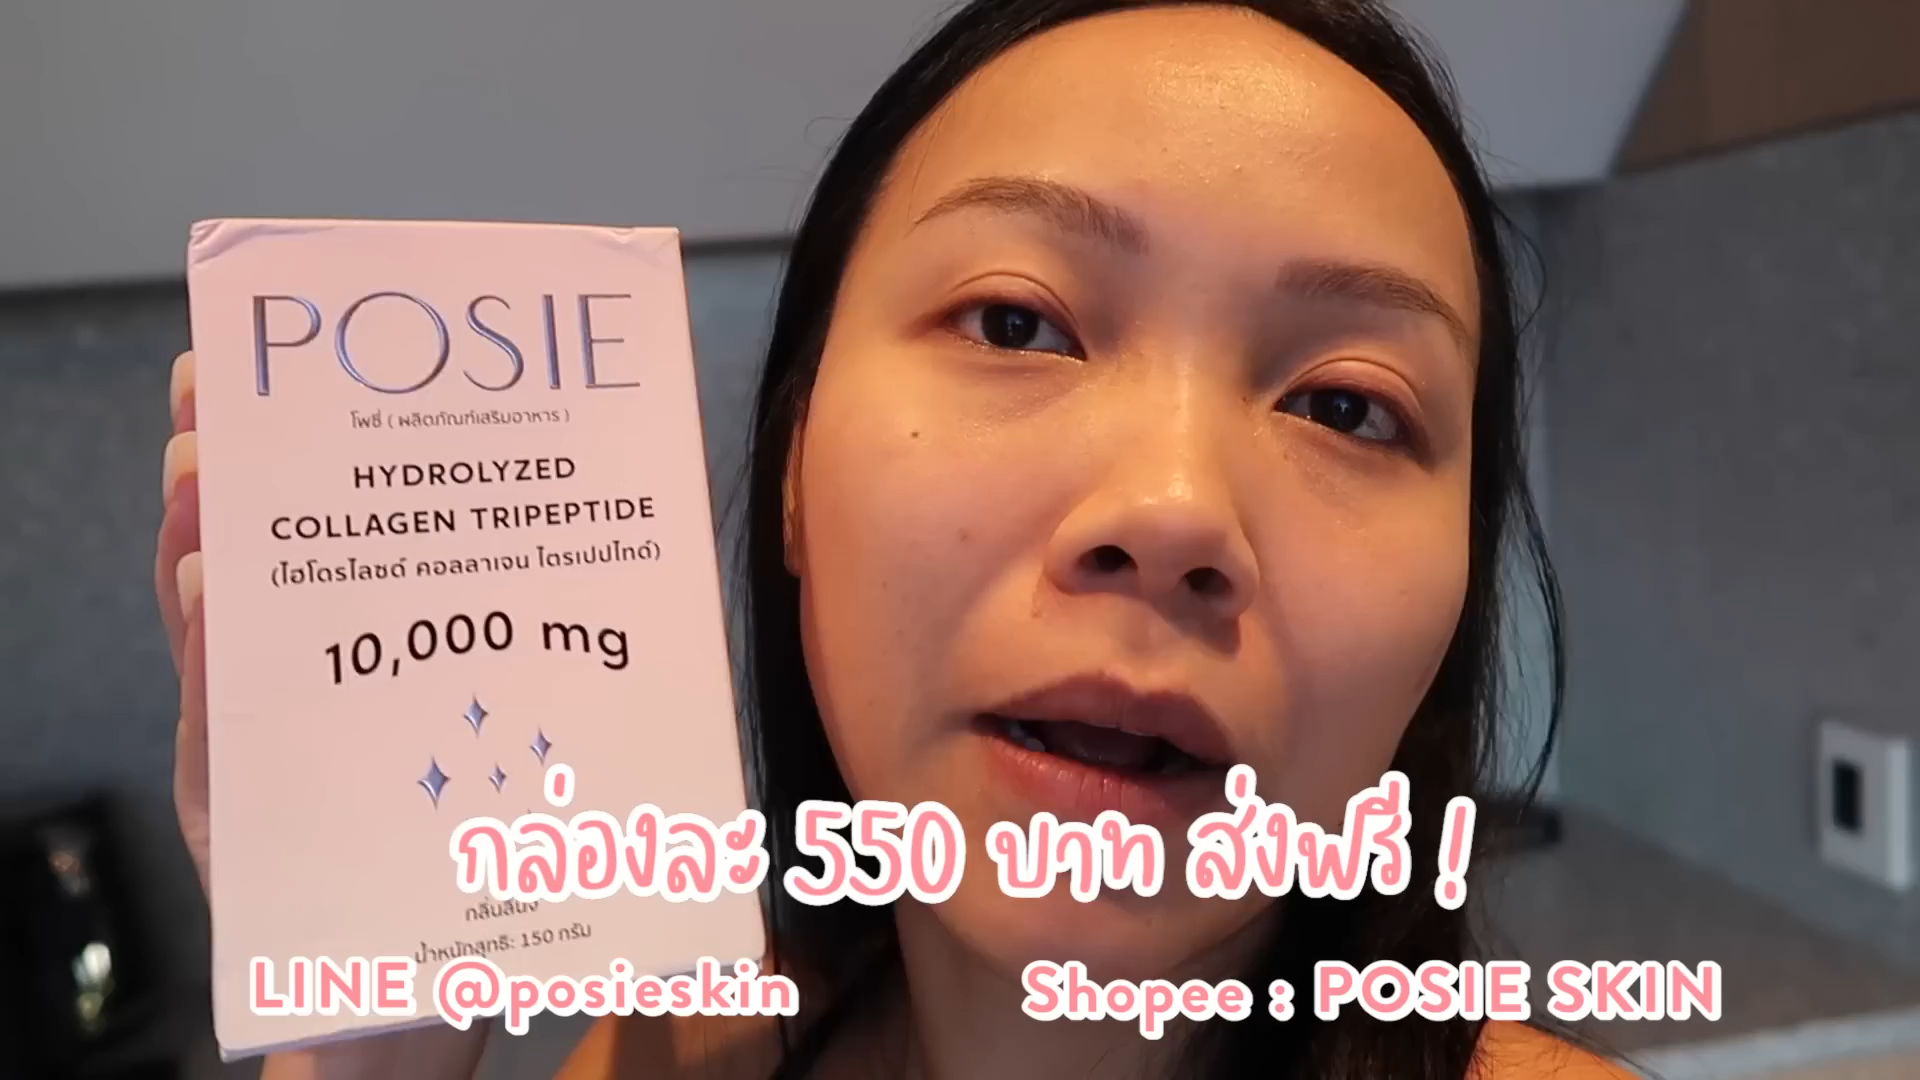 POSIE
โพซี่ ( ผลิตภัณฑ์เสริมอาหาร )
HYDROLYZED
COLLAGEN TRIPEPTIDE
(ไฮโดรไลซด์ คอลลาเจน ไตรเปปไทด์)
10,000 mg
กล่องละ 550 บาท ส่งฟรี !
น้ำหนักสุทธิ: 150 กรัม
LINE @posieskin
Shopee : POSIE SKIN